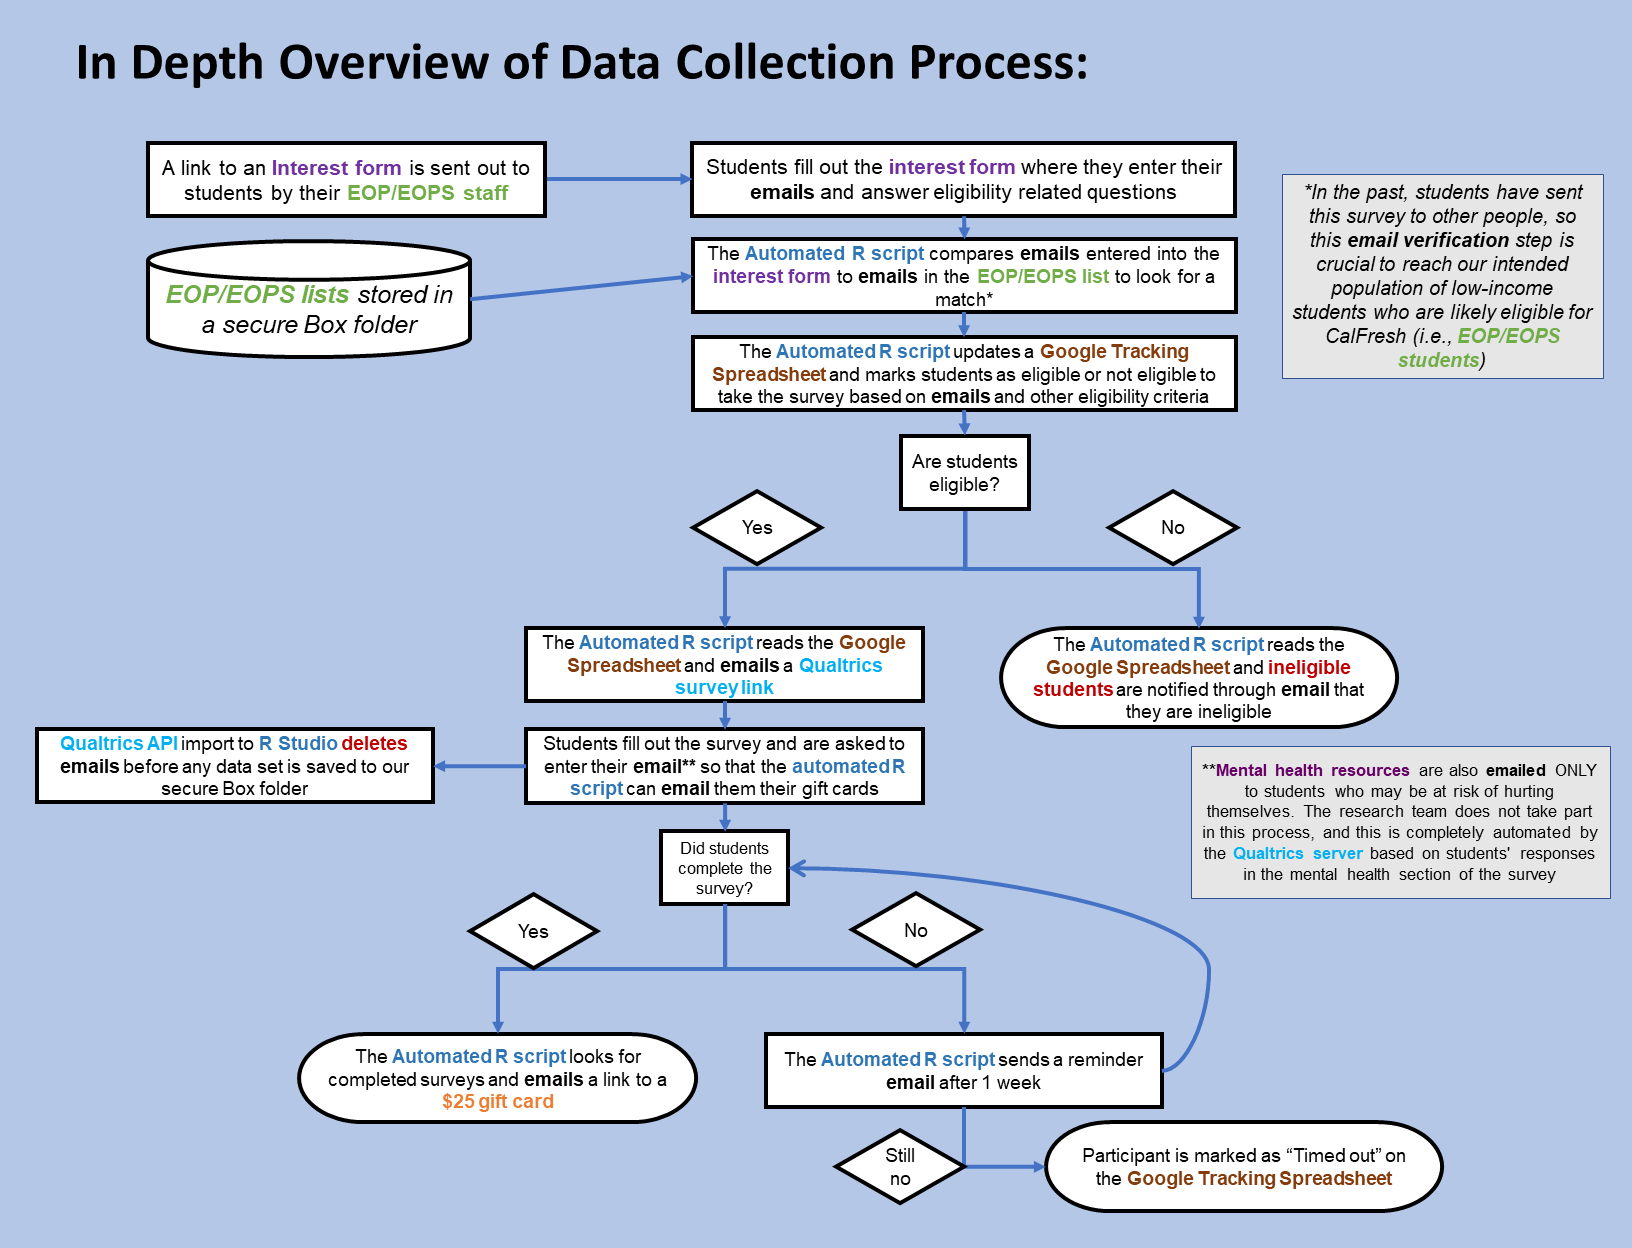 In Depth Overview of Data Collection Process:
A link to an Interest form is sent out to
students by their EOP/EOPS staff
Students fill out the interest form where they enter their
emails and answer eligibility related questions
*In the past, students have sent
this survey to other people, so
this email verification step is
crucial to reach our intended
population of low-income
students who are likely eligible for
CalFresh (i.e., EOP/EOPS
students)
EOP/EOPS lists stored in
a secure Box folder
The Automated R script compares emails entered into the
interest form to emails in the EOP/EOPS list to look for a
match*
The Automated R script updates a Google Tracking
Spreadsheet and marks students as eligible or not eligible to
take the survey based on emails and other eligibility criteria
Are students
eligible?
Yes
No
The Automated R script reads the Google
Spreadsheet and emails a Qualtrics
survey link
The Automated R script reads the
Google Spreadsheet and ineligible
students are notified through email that
they are ineligible
Qualtrics API import to R Studio deletes
emails before any data set is saved to our
secure Box folder
Students fill out the survey and are asked to
enter their email** so that the automated R
script can email them their gift cards
**Mental health resources are also emailed ONLY
to students who may be at risk of hurting
themselves. The research team does not take part
in this process, and this is completely automated by
the Qualtrics server based on students' responses
in the mental health section of the survey
Did students
complete the
survey?
Yes
No
The Automated R script looks for
completed surveys and emails a link to a
$25 gift card
The Automated R script sends a reminder
email after 1 week
Still
no
Participant is marked as “Timed out” on
the Google Tracking Spreadsheet